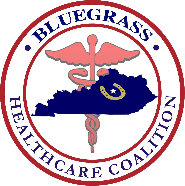 • BLUEGRASS •
HEALTHCARE COALITION